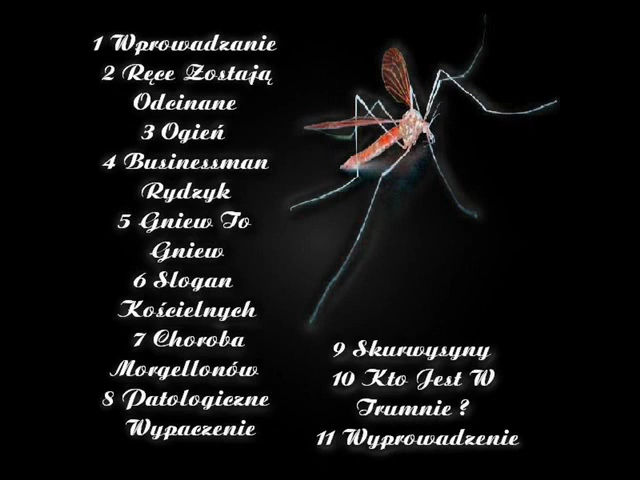 1 Wprowadzanie
2 Ręce Zostają
Odcinane
3 Ogień
4 Businessman
Rydzyk
5 Gniew To
Gniew
6 Slogan
Kościelnych
7 Choroba
Morgellonów
8 Patologiczne
Wypaczenie
9 Skurwysyny
10 Kto Jest W
Trumnie ?
11 Wyprowadzenie